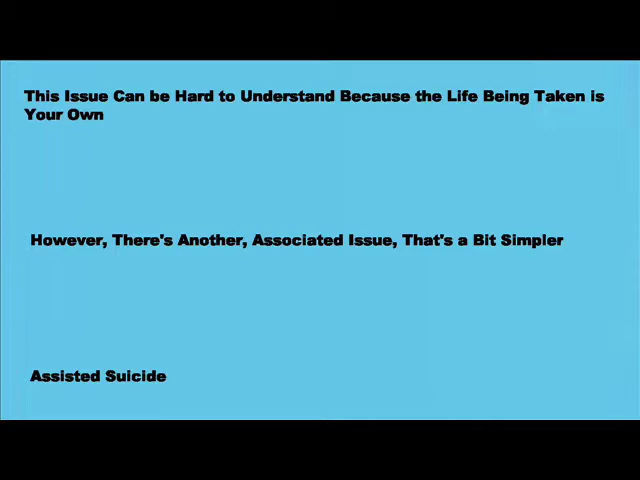 This Issue Can be Hard to Understand Because the Life Being Taken is
Your Own
However, There's Another, Associated Issue, That's a Bit Simpler
Assisted Suicide